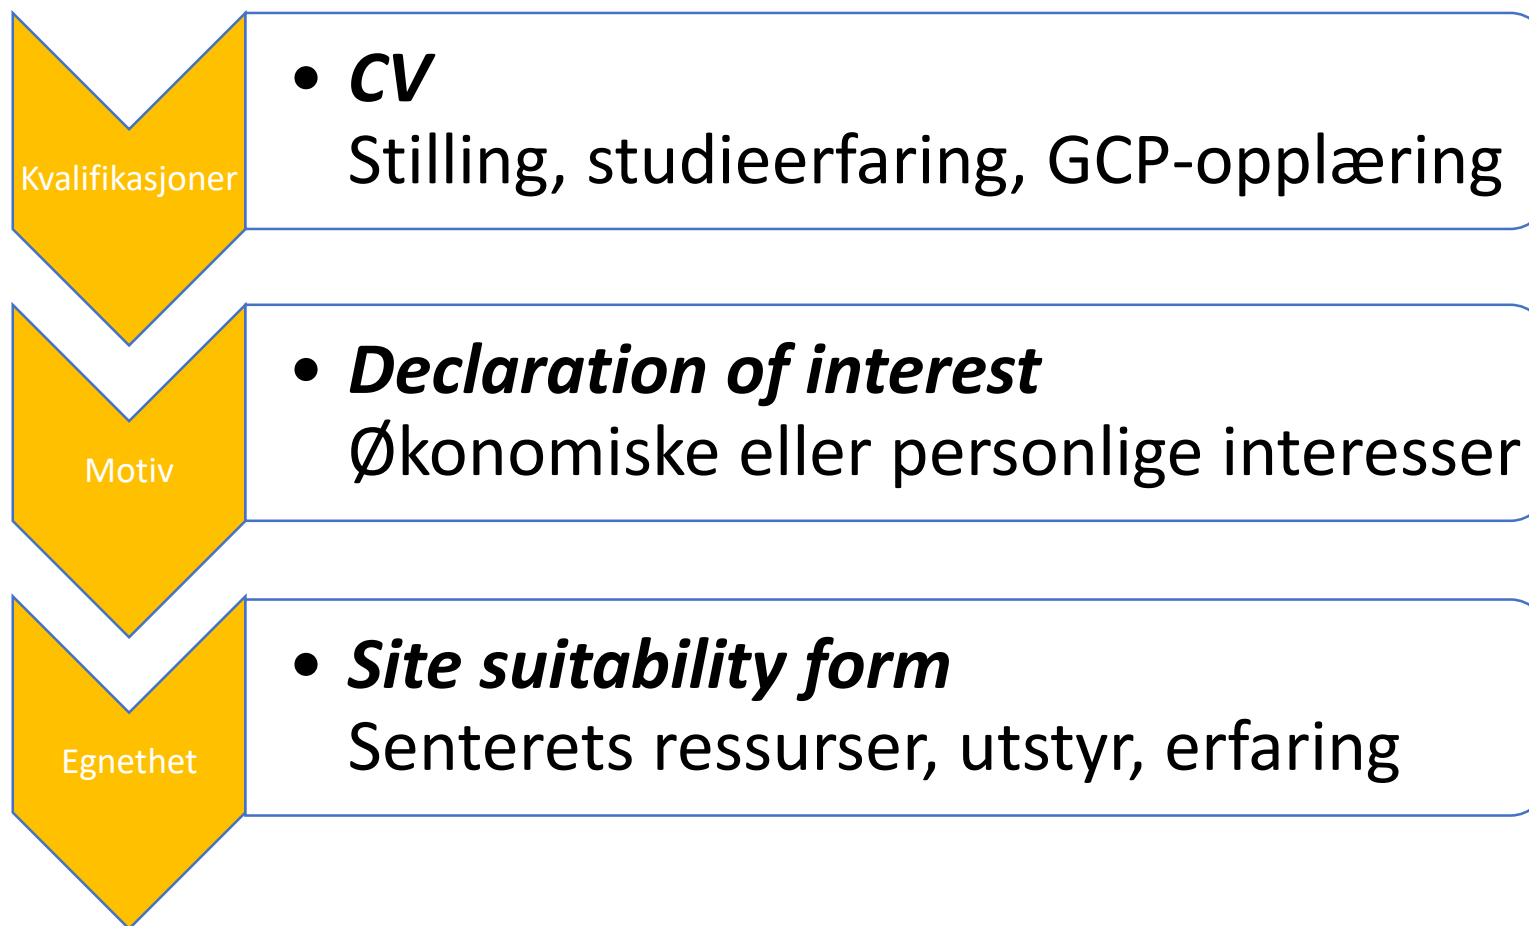 Kvalifikasjoner
• CV
Stilling, studieerfaring, GCP-opplæring
Motiv
• Declaration of interest
Økonomiske eller personlige interesser
Egnethet
• Site suitability form
Senterets ressurser, utstyr, erfaring